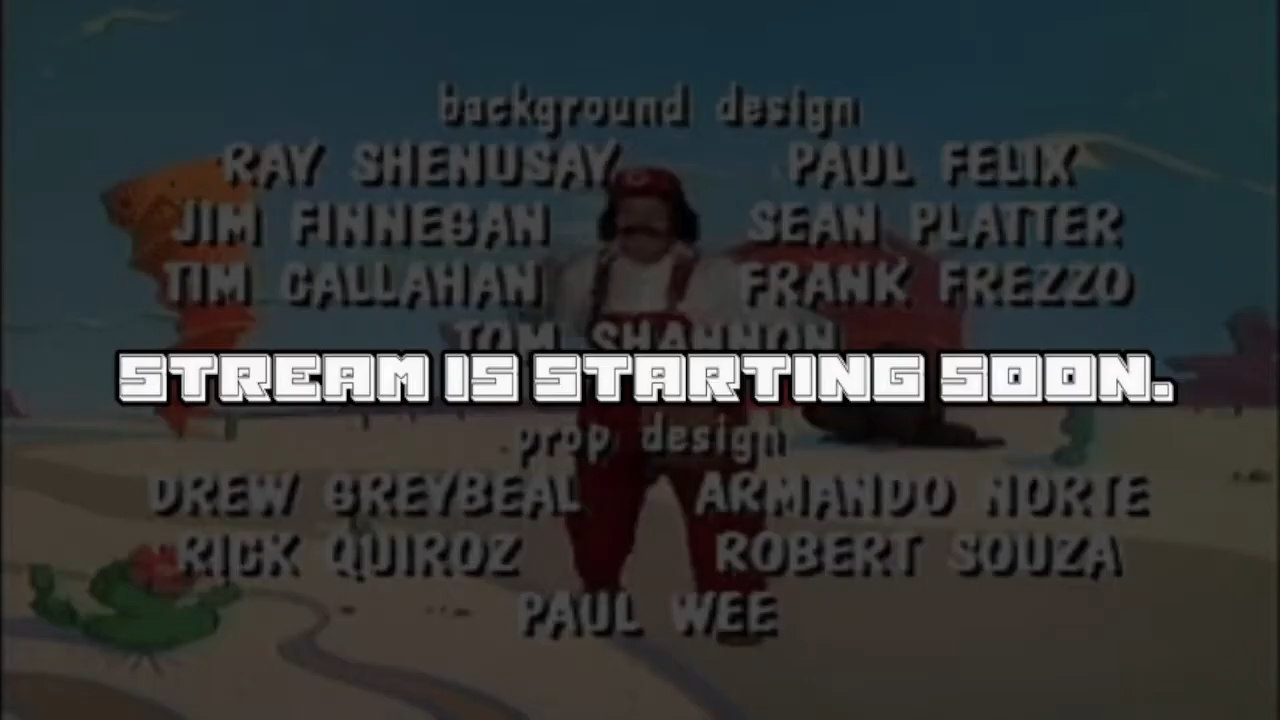 background design
RAY SHENUSAY PAUL FELIX
JIM FINNEGAN SEAN PLATTER
TIM CALLAHAN FRANK FREZZO
TOM SHANNON
STREAM IS STARTING SOON.
prop design
DREW GREYBEAL ARMANDO NORTE
RICK QUIROZ ROBERT SOUZA
PAUL WEE